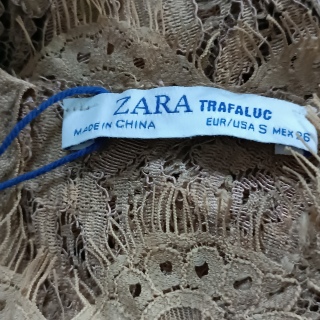 ZARA TRAFALUC
MADE IN CHINA EUR/USA S MEX 26